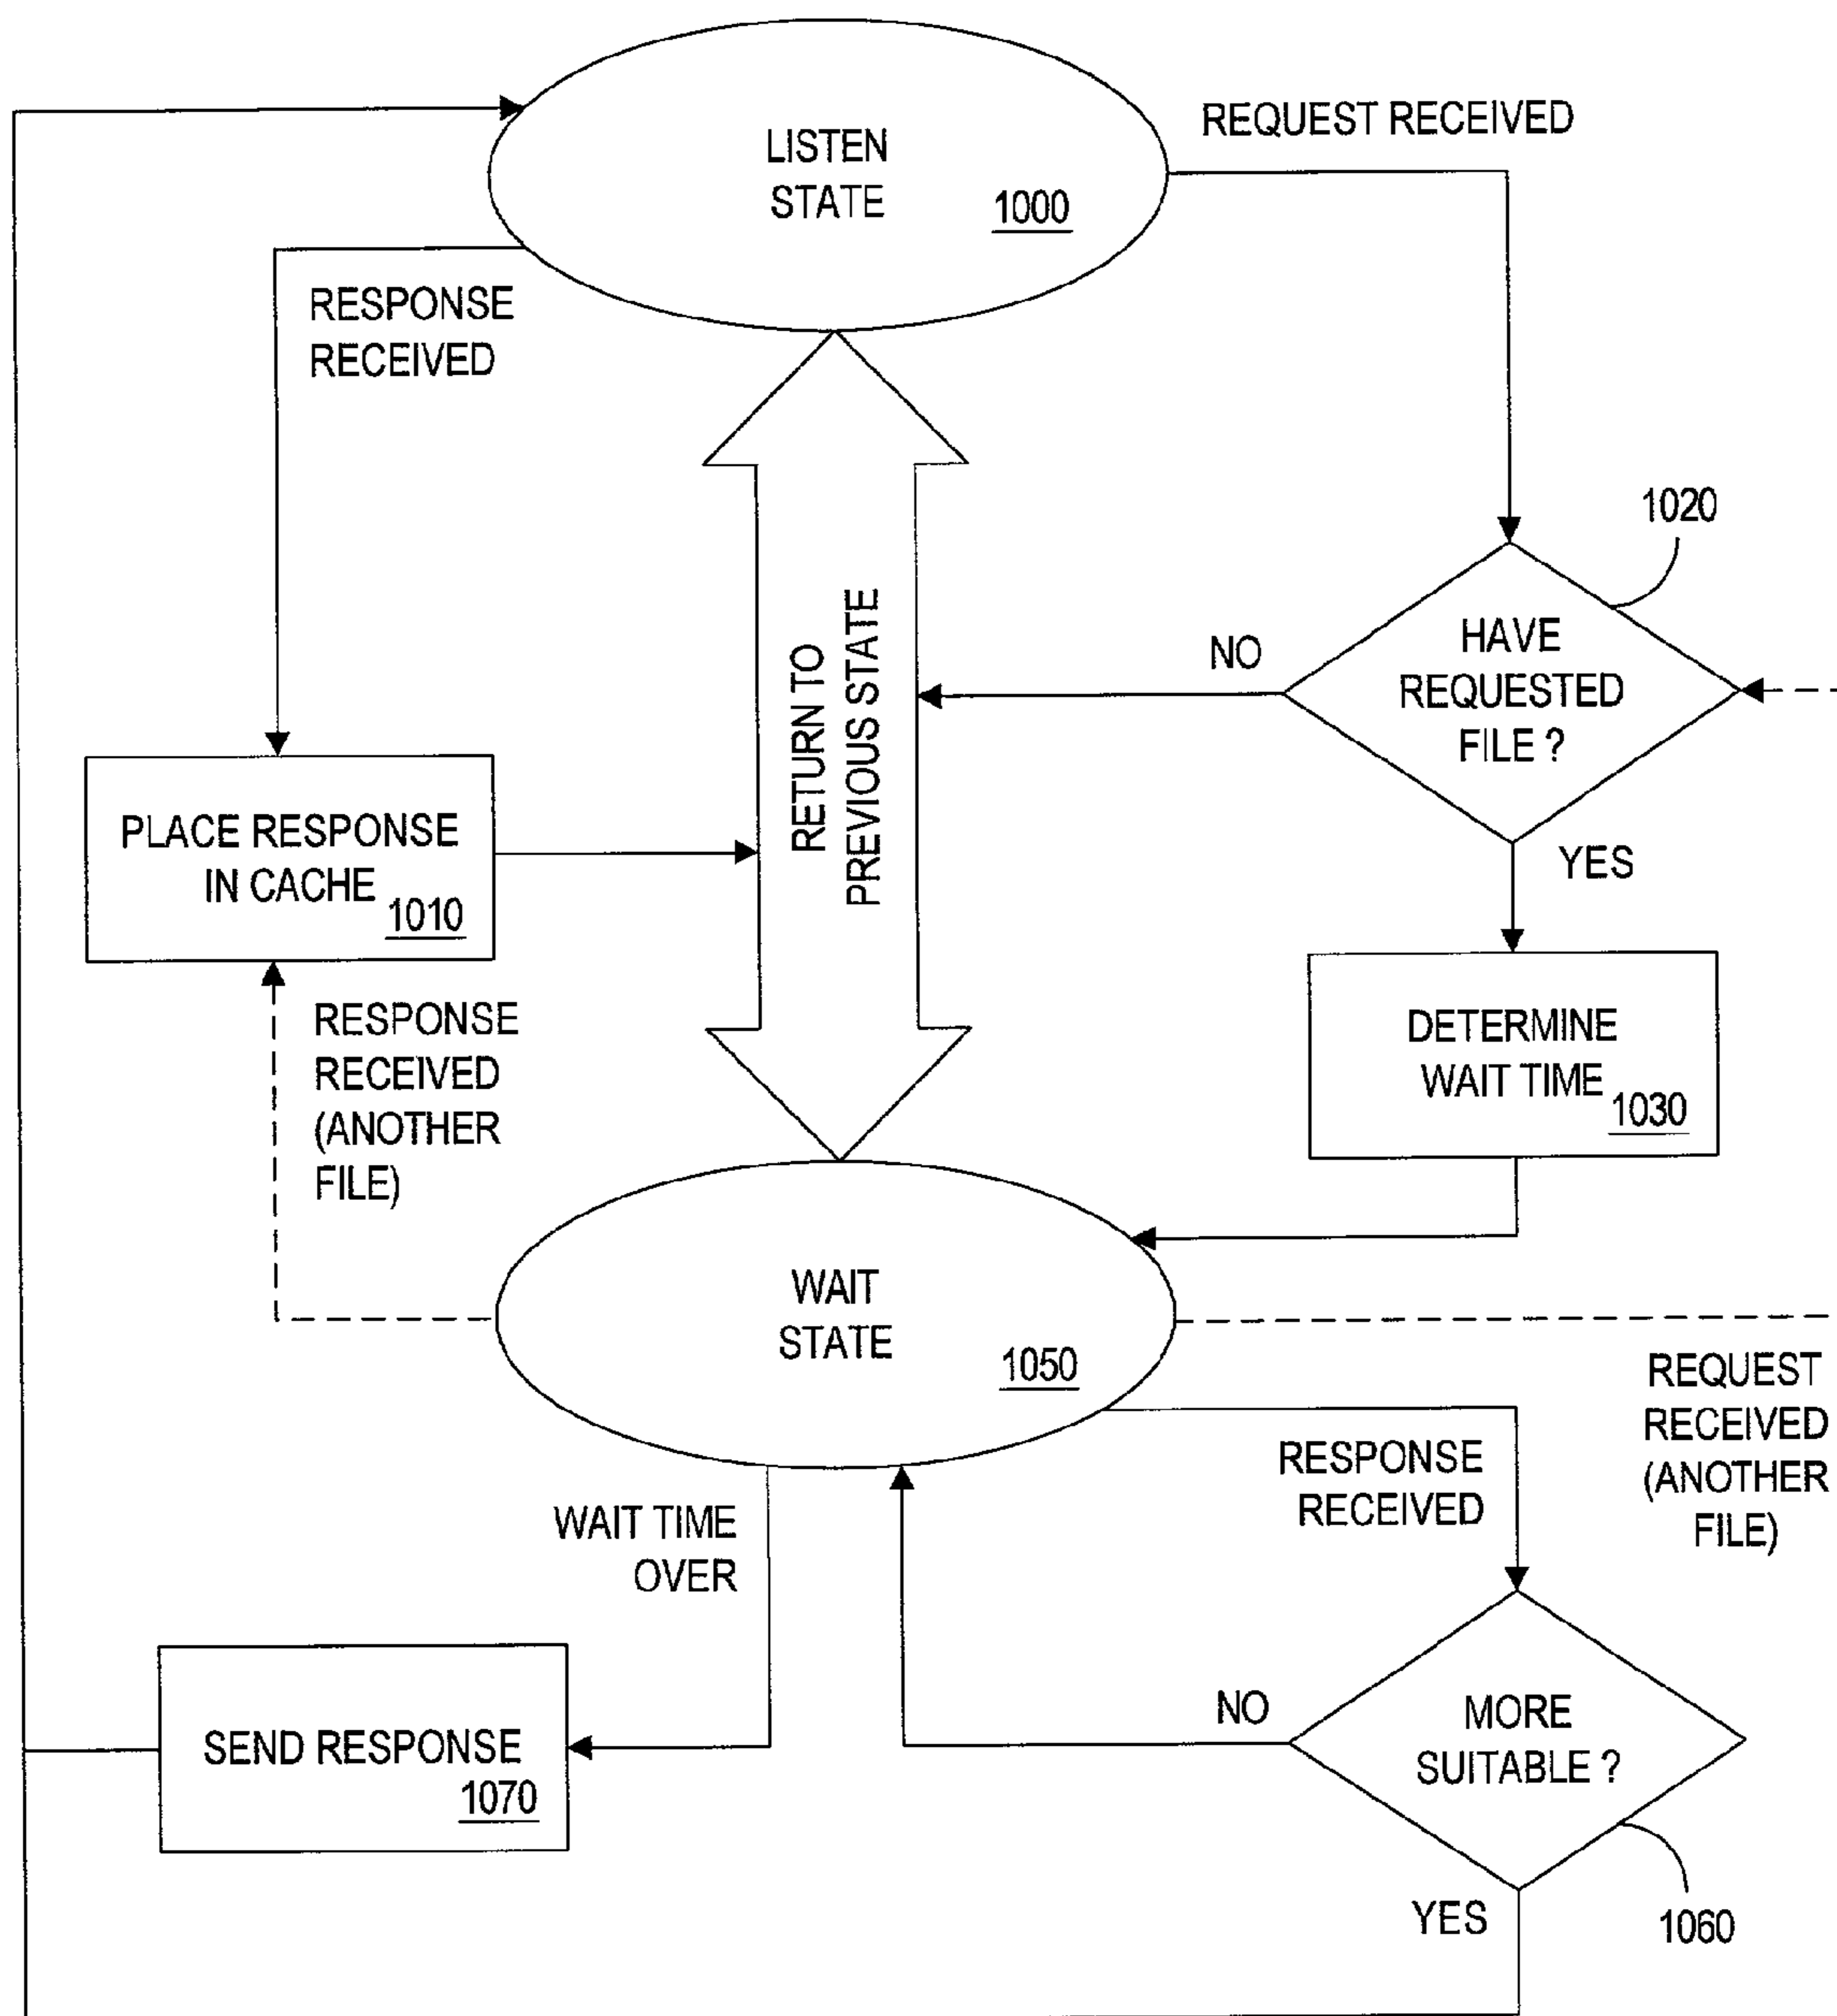 LISTEN
STATE
1000
REQUEST RECEIVED
RESPONSE
RECEIVED
1020
RETURN TO
PREVIOUS STATE
NO
HAVE
REQUESTED
FILE ?
YES
PLACE RESPONSE
IN CACHE
1010
RESPONSE
RECEIVED
(ANOTHER
FILE)
DETERMINE
WAIT TIME
1030
WAIT
STATE
1050
REQUEST
RECEIVED
(ANOTHER
FILE)
RESPONSE
RECEIVED
WAIT TIME
OVER
NO
MORE
SUITABLE ?
SEND RESPONSE
1070
YES
1060